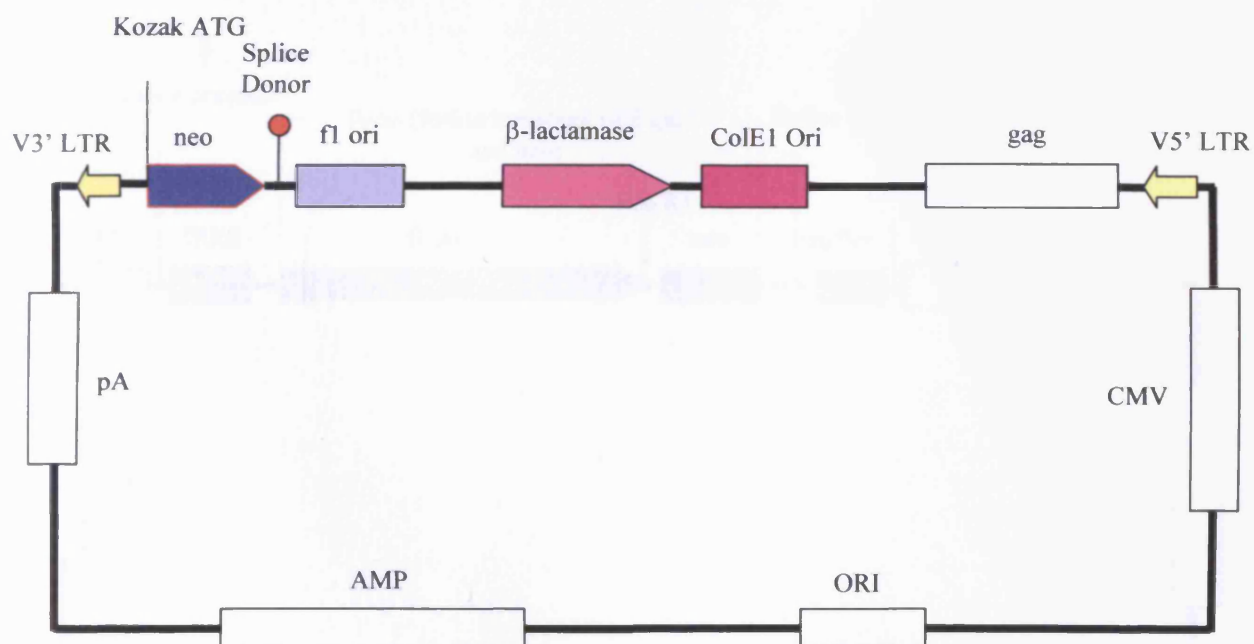 Kozak ATG
Splice
Donor
V3' LTR
neo
f1 ori
β-lactamase
ColE1 Ori
gag
V5' LTR
pA
CMV
AMP
ORI